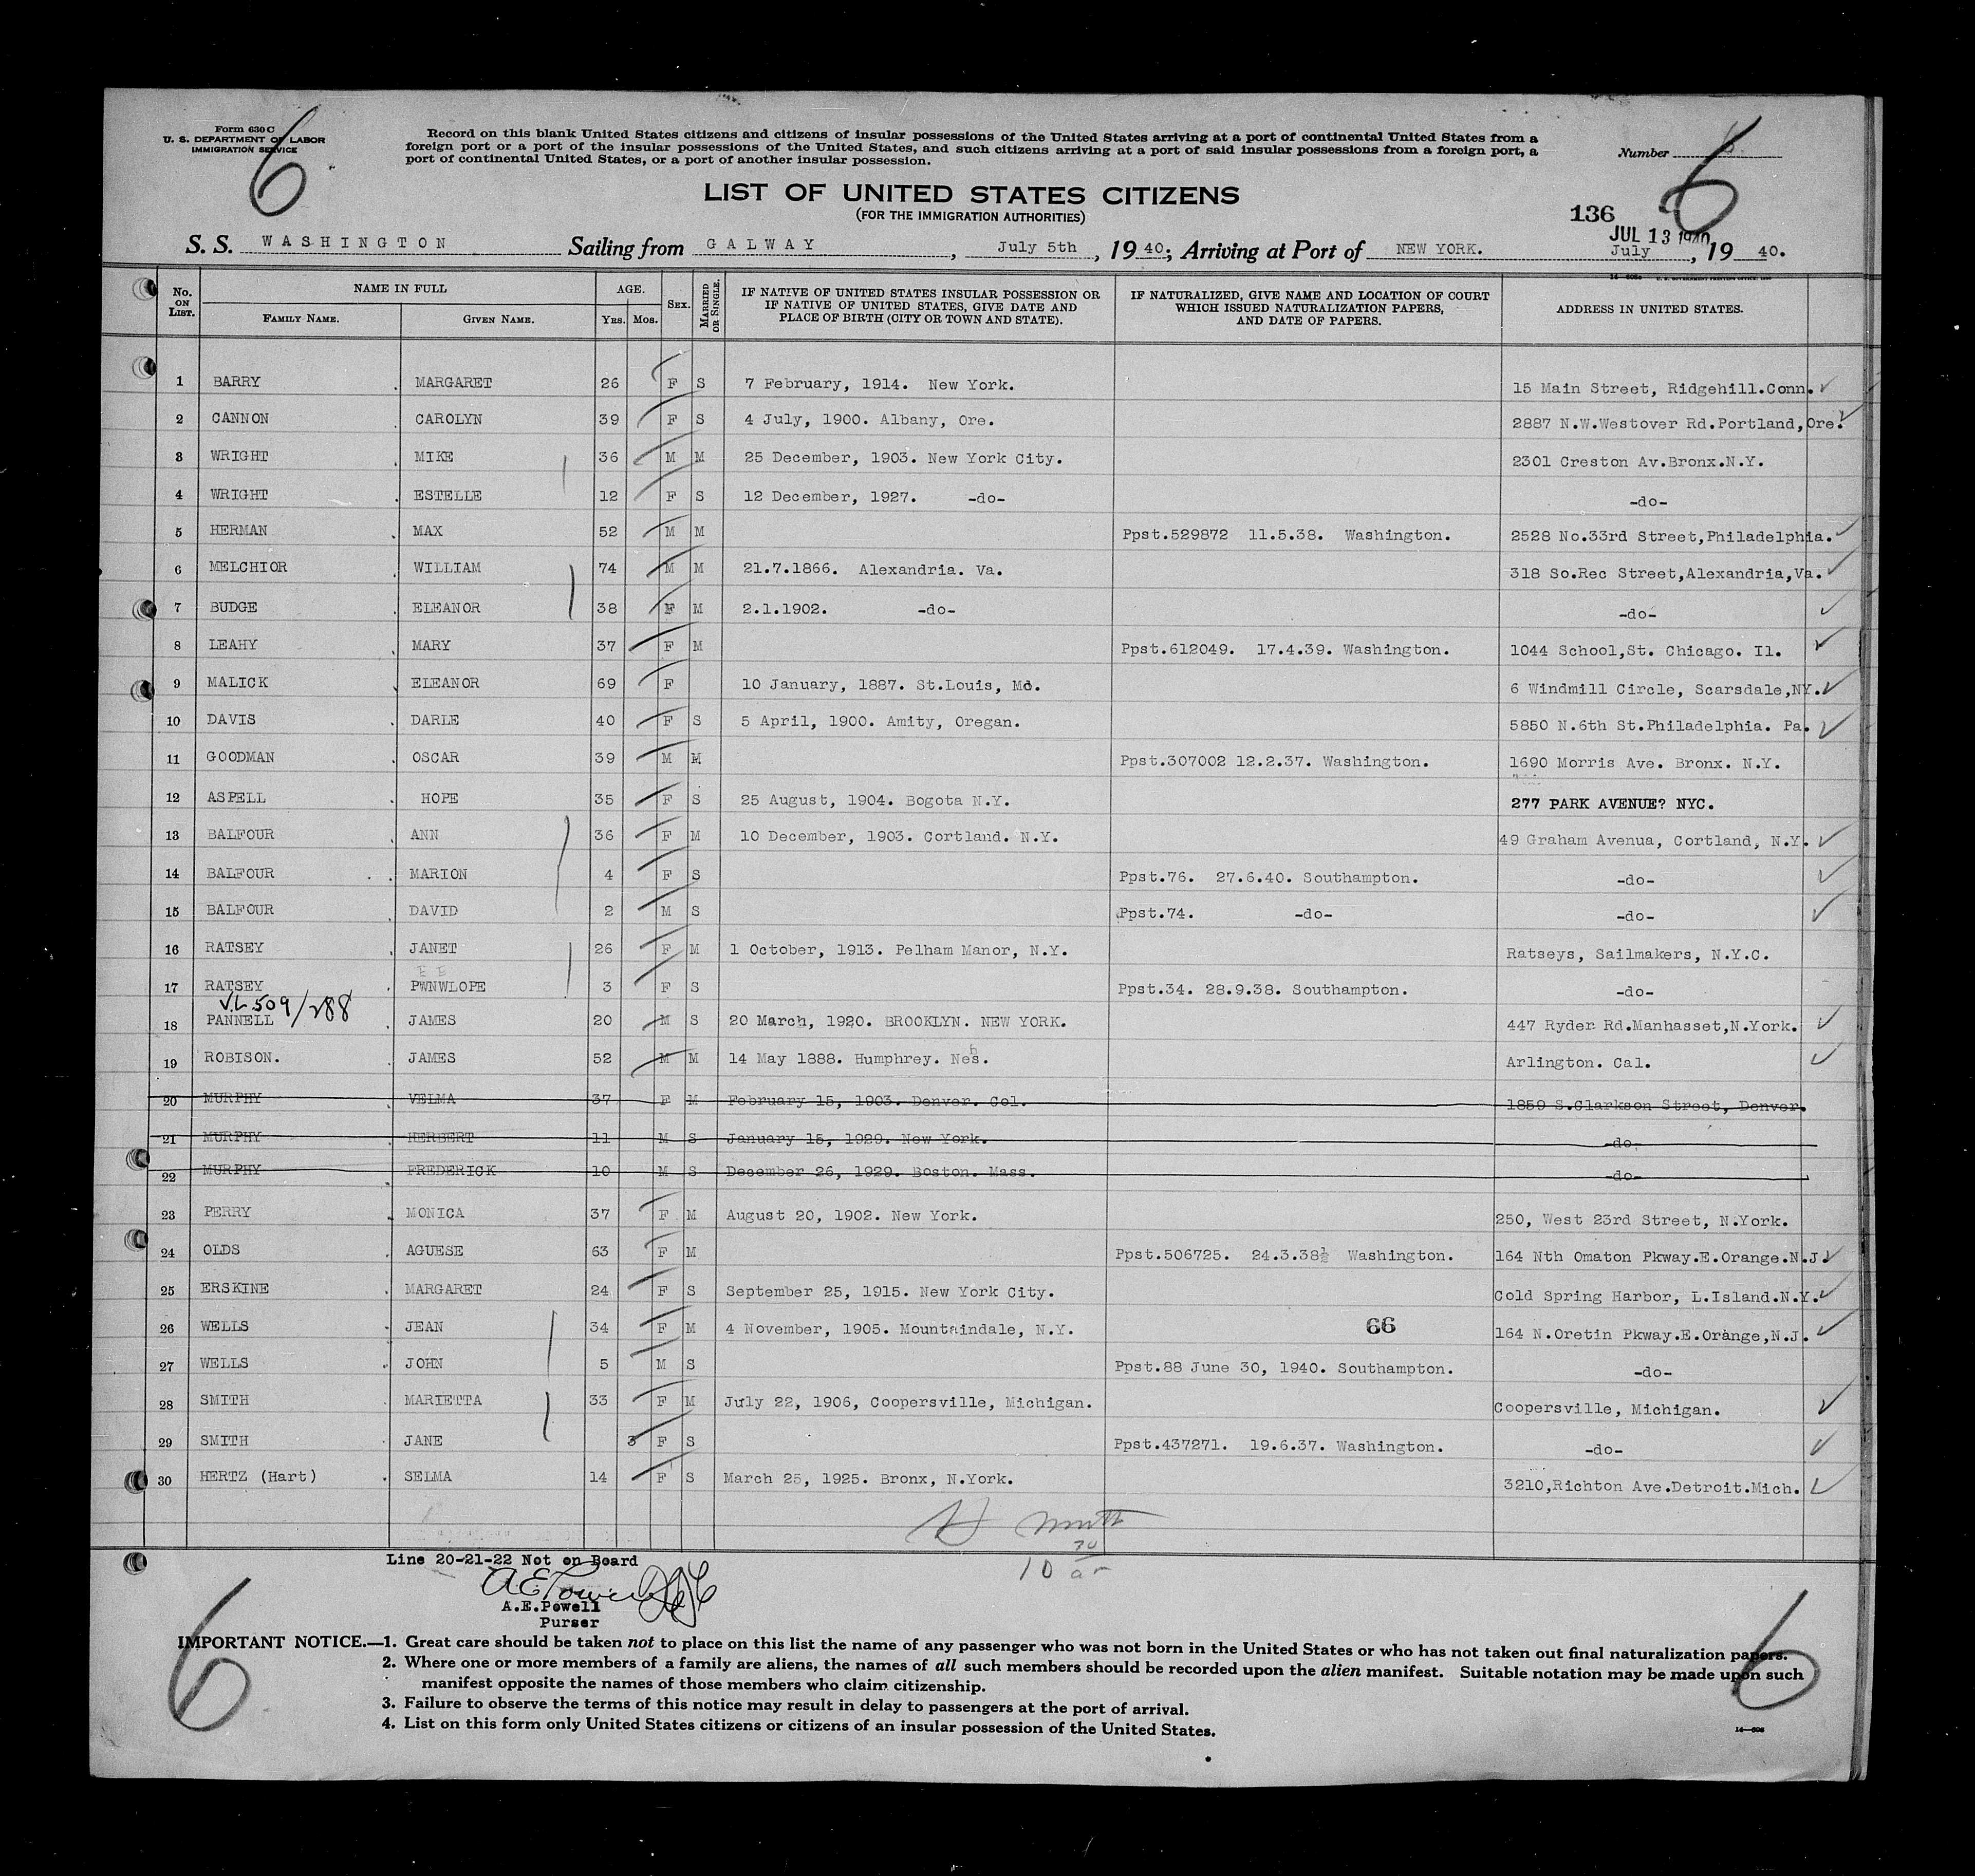 Form 630 C
U. S. DEPARTMENT OF LABOR
IMMIGRATION SERVICE
6
Record on this blank United States citizens and citizens of insular possessions of the United States arriving at a port of continental United States from a
foreign port or a port of the insular possessions of the United States, and such citizens arriving at a port of said insular possessions from a foreign port, a
port of continental United States, or a port of another insular possession.
Number 6
6
LIST OF UNITED STATES CITIZENS
(FOR THE IMMIGRATION AUTHORITIES)
136
JUL 13 1940
S. S. WASHINGTON Sailing from GALWAY, July 5th, 19 40; Arriving at Port of NEW YORK. July, 19 40.
No. ON LIST. NAME IN FULL FAMILY NAME. GIVEN NAME. AGE. YRS. MOS. SEX. MARRIED OR SINGLE. IF NATIVE OF UNITED STATES INSULAR POSSESSION OR IF NATIVE OF UNITED STATES, GIVE DATE AND PLACE OF BIRTH (CITY OR TOWN AND STATE). IF NATURALIZED, GIVE NAME AND LOCATION OF COURT WHICH ISSUED NATURALIZATION PAPERS, AND DATE OF PAPERS. ADDRESS IN UNITED STATES.
1 BARRY MARGARET 26 F S 7 February, 1914. New York. 15 Main Street, Ridgehill.Conn.
2 CANNON CAROLYN 39 F S 4 July, 1900. Albany, Ore. 2887 N.W.Westover Rd.Portland,Ore.
3 WRIGHT MIKE 36 M M 25 December, 1903. New York City. 2301 Creston Av.Bronx.N.Y.
4 WRIGHT ESTELLE 12 F S 12 December, 1927. -do- -do-
5 HERMAN MAX 52 M M Ppst.529872 11.5.38. Washington. 2528 No.33rd Street,Philadelphia.
6 MELCHIOR WILLIAM 74 M M 21.7.1866. Alexandria. Va. 318 So.Rec Street,Alexandria,Va.
7 BUDGE ELEANOR 38 F M 2.1.1902. -do- -do-
8 LEAHY MARY 37 F M Ppst.612049. 17.4.39. Washington. 1044 School,St. Chicago. Il.
9 MALICK ELEANOR 69 F 10 January, 1887. St.Louis, Mo. 6 Windmill Circle, Scarsdale,NY.
10 DAVIS DARLE 40 F S 5 April, 1900. Amity, Oregan. 5850 N.6th St.Philadelphia. Pa.
11 GOODMAN OSCAR 39 M M Ppst.307002 12.2.37. Washington. 1690 Morris Ave. Bronx. N.Y.
12 ASPELL HOPE 35 F S 25 August, 1904. Bogota N.Y. 277 PARK AVENUE? NYC.
13 BALFOUR ANN 36 F M 10 December, 1903. Cortland. N.Y. 49 Graham Avenua, Cortland, N.Y.
14 BALFOUR MARION 4 F S Ppst.76. 27.6.40. Southampton. -do-
15 BALFOUR DAVID 2 M S Ppst.74. -do- -do-
16 RATSEY JANET 26 F M 1 October, 1913. Pelham Manor, N.Y. Ratseys, Sailmakers, N.Y.C.
E E
17 RATSEY PWNWLOPE 3 F S Ppst.34. 28.9.38. Southampton. -do-
V.L 509/288
18 PANNELL JAMES 20 M S 20 March, 1920. BROOKLYN. NEW YORK. 447 Ryder Rd.Manhasset,N.York.
19 ROBISON. JAMES 52 M M 14 May 1888. Humphrey. Nes. b Arlington. Cal.
20 MURPHY VELMA 37 F M February 15, 1903. Denver. Col. 1859 S.Clarkson Street, Denver.
21 MURPHY HERBERT 11 M S January 15, 1929. New York. -do-
22 MURPHY FREDERICK 10 M S December 26, 1929. Boston. Mass. -do-
23 PERRY MONICA 37 F M August 20, 1902. New York. 250, West 23rd Street, N.York.
24 OLDS AGUESE 63 F M Ppst.506725. 24.3.38½ Washington. 164 Nth Omaton Pkway.E.Orange.N.J.
25 ERSKINE MARGARET 24 F S September 25, 1915. New York City. Cold Spring Harbor, L.Island.N.Y.
26 WELLS JEAN 34 F M 4 November, 1905. Mountaindale, N.Y. 66 164 N.Oretin Pkway.E.Orange,N.J.
27 WELLS JOHN 5 M S Ppst.88 June 30, 1940. Southampton. -do-
28 SMITH MARIETTA 33 F M July 22, 1906, Coopersville, Michigan. Coopersville, Michigan.
29 SMITH JANE 3 F S Ppst.437271. 19.6.37. Washington. -do-
30 HERTZ (Hart) SELMA 14 F S March 25, 1925. Bronx, N.York. 3210,Richton Ave.Detroit.Mich.
Line 20-21-22 Not on Board
A.E.Powell
A.E.Powell
Purser
6
6
IMPORTANT NOTICE.—1. Great care should be taken not to place on this list the name of any passenger who was not born in the United States or who has not taken out final naturalization papers.
2. Where one or more members of a family are aliens, the names of all such members should be recorded upon the alien manifest. Suitable notation may be made upon such
manifest opposite the names of those members who claim citizenship.
3. Failure to observe the terms of this notice may result in delay to passengers at the port of arrival.
4. List on this form only United States citizens or citizens of an insular possession of the United States.